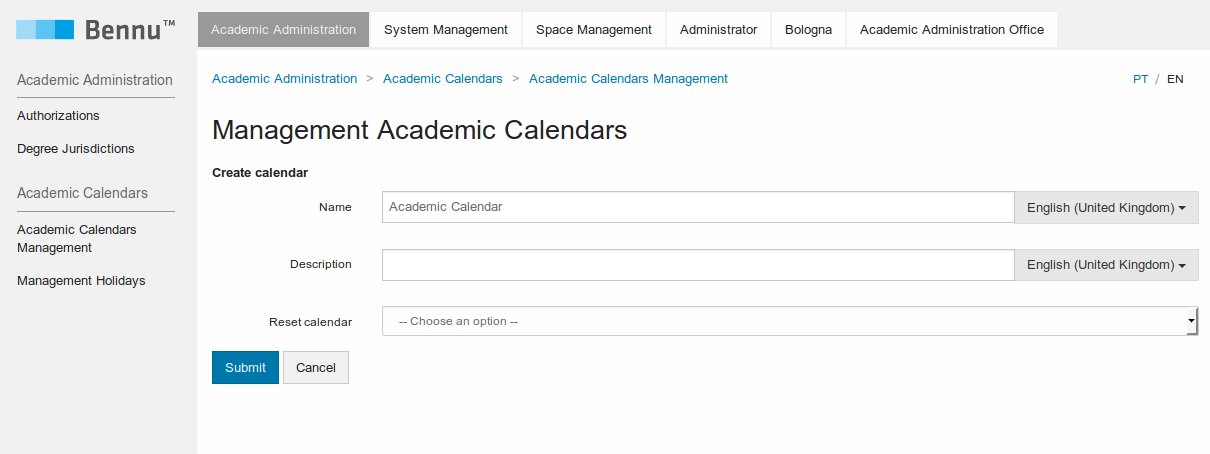 Bennu™
Academic Administration System Management Space Management Administrator Bologna Academic Administration Office
Academic Administration
Authorizations
Degree Jurisdictions
Academic Calendars
Academic Calendars
Management
Management Holidays
Academic Administration > Academic Calendars > Academic Calendars Management
PT / EN
Management Academic Calendars
Create calendar
Name Academic Calendar English (United Kingdom)
Description English (United Kingdom)
Reset calendar -- Choose an option --
Submit Cancel